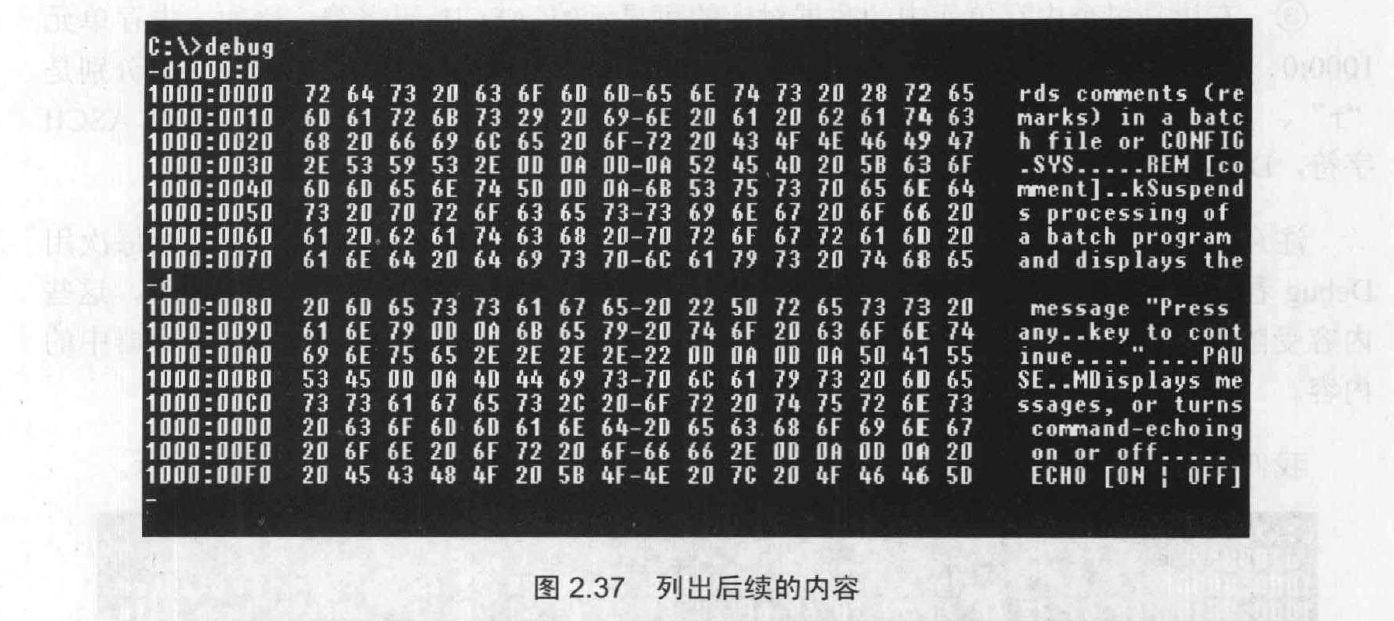 C:\>debug
-d1000:0
1000:0000 72 64 73 20 63 6F 6D 6D-65 6E 74 73 20 28 72 65 rds comments (re
1000:0010 6D 61 72 6B 73 29 20 69-6E 20 61 20 62 61 74 63 marks) in a batc
1000:0020 68 20 66 69 6C 65 20 6F-72 20 43 4F 4E 46 49 47 h file or CONFIG
1000:0030 2E 53 59 53 2E 0D 0A 0D-0A 52 45 4D 20 5B 63 6F .SYS......REM [co
1000:0040 6D 6D 65 6E 74 5D 0D 0A-6B 53 75 73 70 65 6E 64 mment]..kSuspend
1000:0050 73 20 70 72 6F 63 65 73-73 69 6E 67 20 6F 66 20 s processing of
1000:0060 61 20 62 61 74 63 68 20-70 72 6F 67 72 61 6D 20 a batch program
1000:0070 61 6E 64 20 64 69 73 70-6C 61 79 73 20 74 68 65 and displays the
-d
1000:0080 20 6D 65 73 73 61 67 65-20 22 50 72 65 73 73 20 message "Press
1000:0090 61 6E 79 0D 0A 6B 65 79-20 74 6F 20 63 6F 6E 74 any..key to cont
1000:00A0 69 6E 75 65 2E 2E 2E 2E-22 0D 0A 0D 0A 50 41 55 inue...."....PAU
1000:00B0 53 45 0D 0A 4D 44 69 73-70 6C 61 79 73 20 6D 65 SE..MDisplays me
1000:00C0 73 73 61 67 65 73 2C 20-6F 72 20 74 75 72 6E 73 ssages, or turns
1000:00D0 20 63 6F 6D 6D 61 6E 64-2D 65 63 68 6F 69 6E 67 command-echoing
1000:00E0 20 6F 6E 20 6F 72 20 6F-66 66 2E 0D 0A 0D 0A 20 on or off.....
1000:00F0 20 45 43 48 4F 20 5B 4F-4E 20 7C 20 4F 46 46 5D ECHO [ON ¦ OFF]
-
图 2.37 列出后续的内容